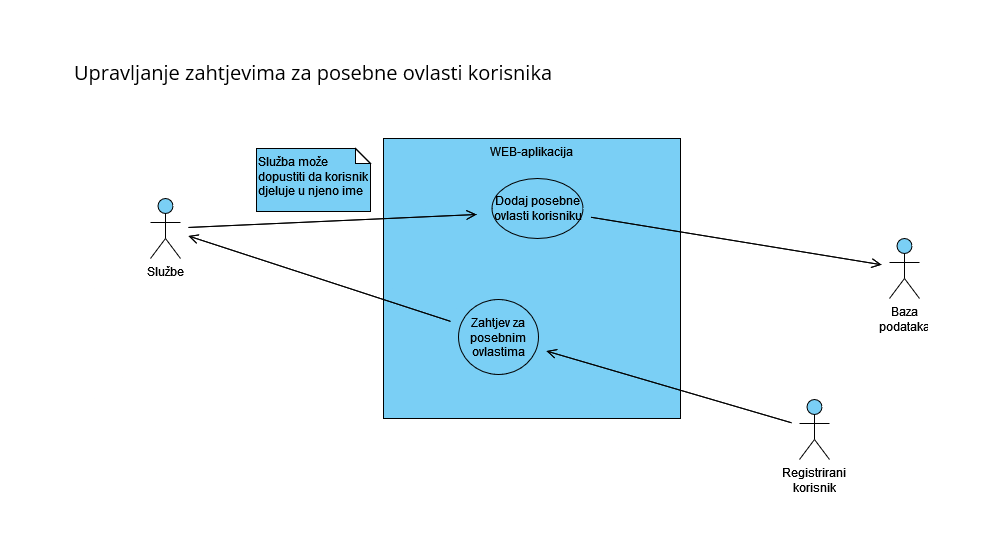 Upravljanje zahtjevima za posebne ovlasti korisnika
WEB-aplikacija
Služba može
dopustiti da korisnik
djeluje u njeno ime
Dodaj posebne
ovlasti korisniku
Službe
Baza
podataka
Zahtjev za
posebnim
ovlastima
Registrirani
korisnik